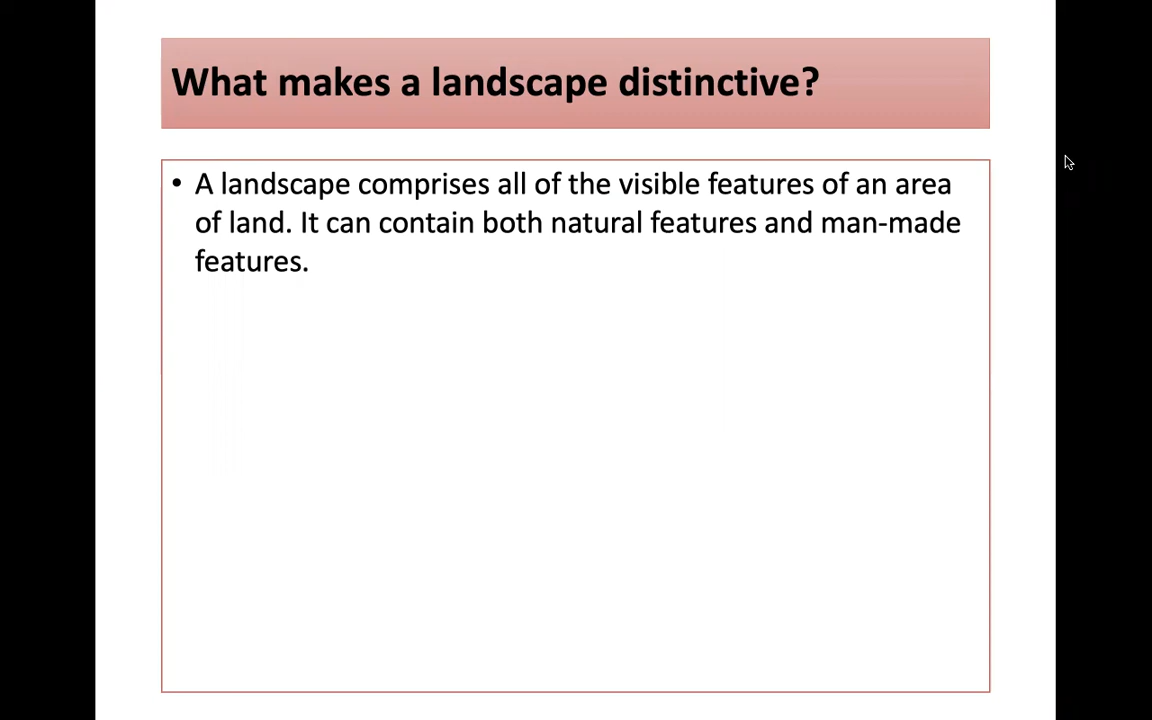 What makes a landscape distinctive?
• A landscape comprises all of the visible features of an area
of land. It can contain both natural features and man-made
features.